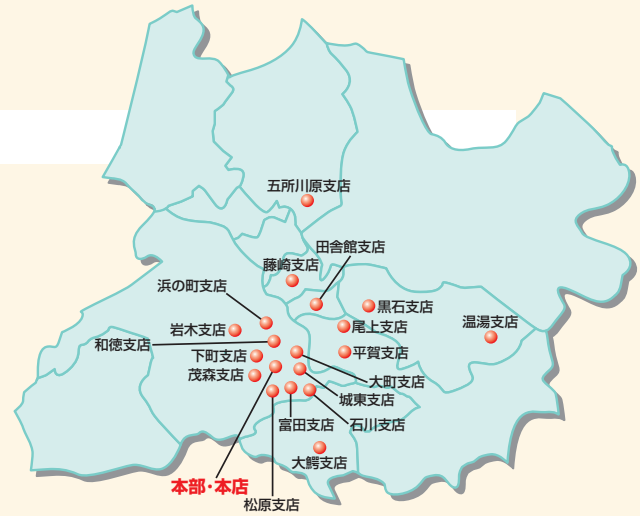 五所川原支店
田舎館支店
藤崎支店
浜の町支店
黒石支店
温湯支店
岩木支店
尾上支店
和徳支店
下町支店
平賀支店
茂森支店
大町支店
城東支店
富田支店
石川支店
大鰐支店
本部・本店
松原支店